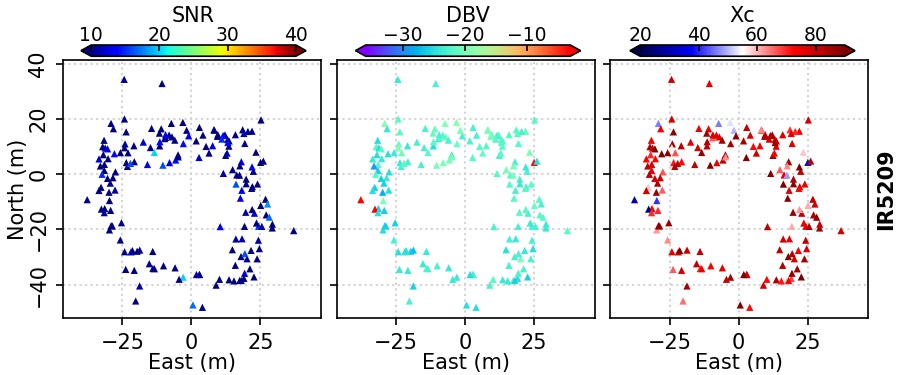 SNR DBV Xc
10 20 30 40 −30 −20 −10 20 40 60 80
40
20
0
−20
−40
North (m)
IR5209
−25 0 25 −25 0 25 −25 0 25
East (m) East (m) East (m)